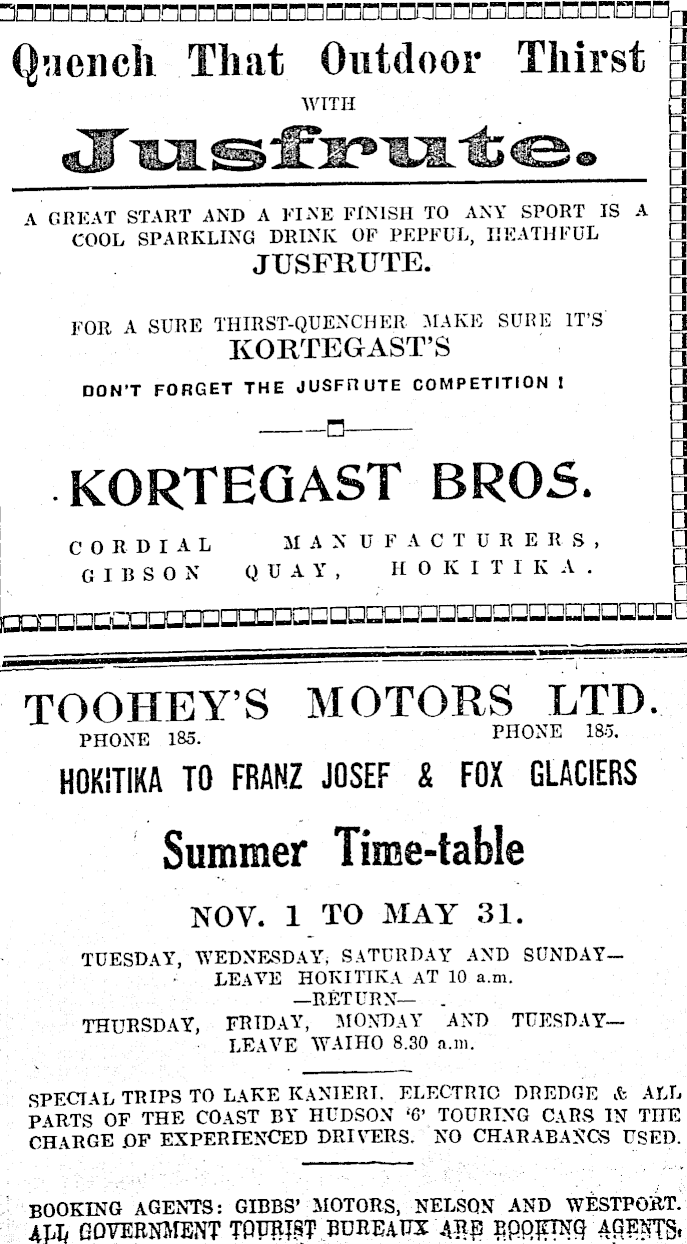 Quench That Outdoor Thirst
WITH
Jusfrute.
A GREAT START AND A FINE FINISH TO ANY SPORT IS A
COOL SPARKLING DRINK OF PEPFUL, HEATHFUL
JUSFRUTE.
FOR A SURE THIRST-QUENCHER MAKE SURE IT'S
KORTEGAST'S
DON'T FORGET THE JUSFRUTE COMPETITION !
KORTEGAST BROS.
CORDIAL MANUFACTURERS,
GIBSON QUAY, HOKITIKA.
TOOHEY'S MOTORS LTD.
PHONE 185. PHONE 185.
HOKITIKA TO FRANZ JOSEF & FOX GLACIERS
Summer Time-table
NOV. 1 TO MAY 31.
TUESDAY, WEDNESDAY, SATURDAY AND SUNDAY—
LEAVE HOKITIKA AT 10 a.m.
—RETURN—
THURSDAY, FRIDAY, MONDAY AND TUESDAY—
LEAVE WAIHO 8.30 a.m.
SPECIAL TRIPS TO LAKE KANIERI, ELECTRIC DREDGE & ALL
PARTS OF THE COAST BY HUDSON '6' TOURING CARS IN THE
CHARGE OF EXPERIENCED DRIVERS. NO CHARABANCS USED.
BOOKING AGENTS: GIBBS' MOTORS, NELSON AND WESTPORT.
ALL GOVERNMENT TOURIST BUREAUX ARE BOOKING AGENTS.